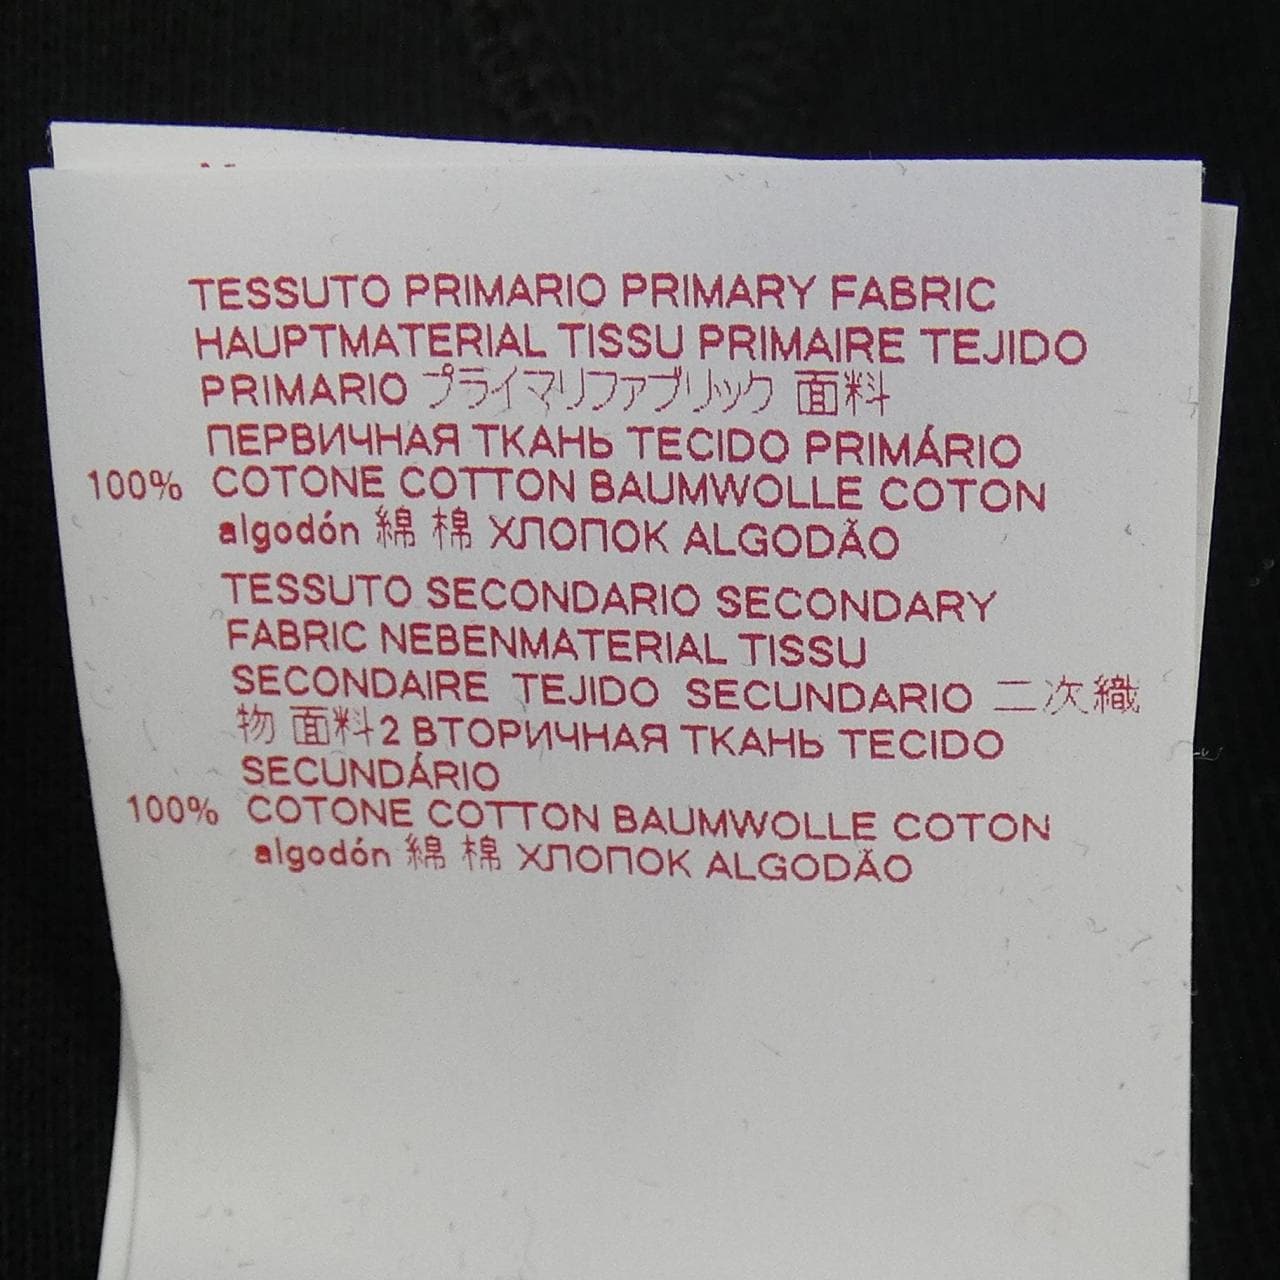 TESSUTO PRIMARIO PRIMARY FABRIC
HAUPTMATERIAL TISSU PRIMAIRE TEJIDO
PRIMARIO プライマリファブリック 面料
ПЕРВИЧНАЯ ТКАНЬ TECIDO PRIMÁRIO
100% COTONE COTTON BAUMWOLLE COTON
algodón 綿 棉 ХЛОПОК ALGODÃO
TESSUTO SECONDARIO SECONDARY
FABRIC NEBENMATERIAL TISSU
SECONDAIRE TEJIDO SECUNDARIO 二次織
物 面料2 ВТОРИЧНАЯ ТКАНЬ TECIDO
SECUNDÁRIO
100% COTONE COTTON BAUMWOLLE COTON
algodón 綿 棉 ХЛОПОК ALGODÃO